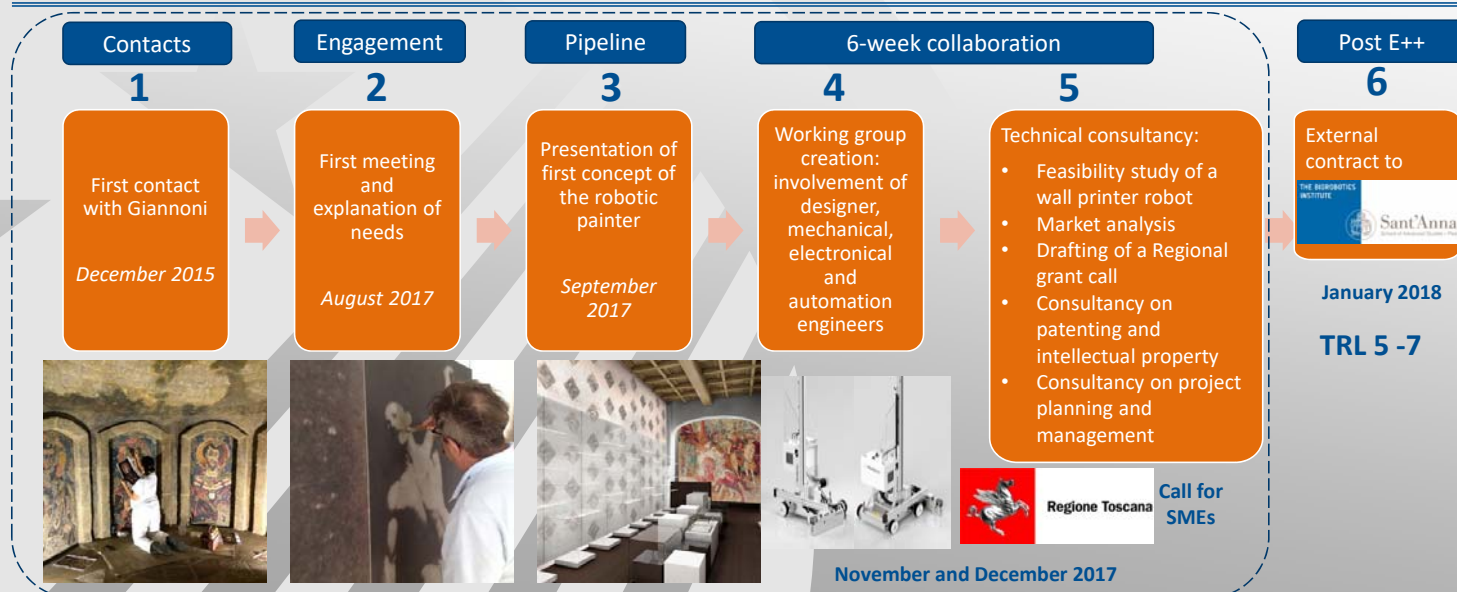 Contacts
1
First contact
with Giannoni
December 2015
Engagement
2
First meeting
and
explanation of
needs
August 2017
Pipeline
3
Presentation of
first concept of
the robotic
painter
September
2017
6-week collaboration
4
Working group
creation:
involvement of
designer,
mechanical,
electronical
and
automation
engineers
5
Technical consultancy:
• Feasibility study of a
wall printer robot
• Market analysis
• Drafting of a Regional
grant call
• Consultancy on
patenting and
intellectual property
• Consultancy on project
planning and
management
Regione Toscana
Call for
SMEs
November and December 2017
Post E++
6
External
contract to
THE BIOROBOTICS
INSTITUTE
Sant'Anna
January 2018
TRL 5 -7